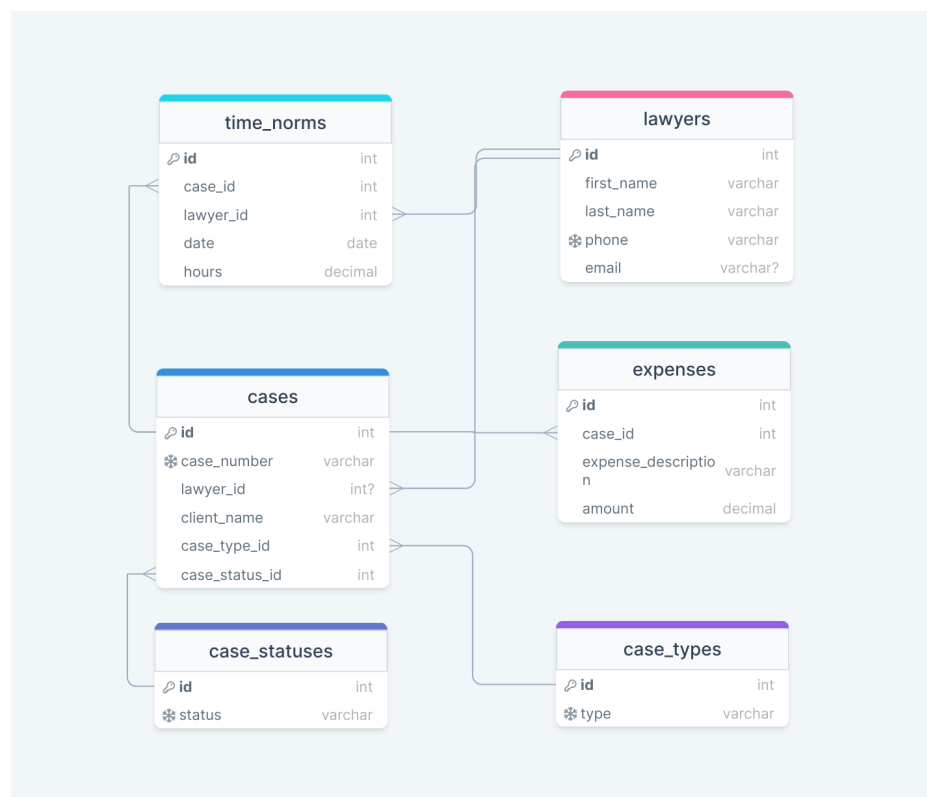 time_norms
id int
case_id int
lawyer_id int
date date
hours decimal
lawyers
id int
first_name varchar
last_name varchar
phone varchar
email varchar?
cases
id int
case_number varchar
lawyer_id int?
client_name varchar
case_type_id int
case_status_id int
expenses
id int
case_id int
expense_descriptio
n varchar
amount decimal
case_statuses
id int
status varchar
case_types
id int
type varchar